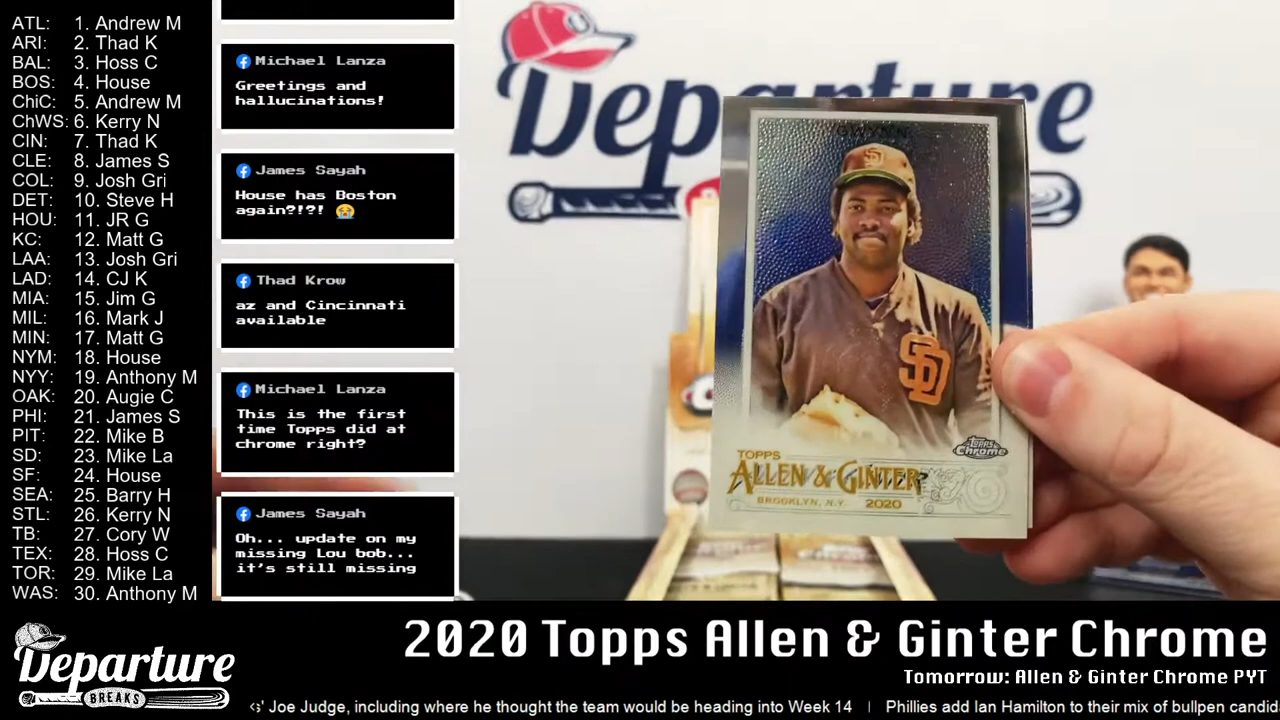 ATL: 1. Andrew M
ARI: 2. Thad K
BAL: 3. Hoss C
BOS: 4. House
ChiC: 5. Andrew M
ChWS: 6. Kerry N
CIN: 7. Thad K
CLE: 8. James S
COL: 9. Josh Gri
DET: 10. Steve H
HOU: 11. JR G
KC: 12. Matt G
LAA: 13. Josh Gri
LAD: 14. CJ K
MIA: 15. Jim G
MIL: 16. Mark J
MIN: 17. Matt G
NYM: 18. House
NYY: 19. Anthony M
OAK: 20. Augie C
PHI: 21. James S
PIT: 22. Mike B
SD: 23. Mike La
SF: 24. House
SEA: 25. Barry H
STL: 26. Kerry N
TB: 27. Cory W
TEX: 28. Hoss C
TOR: 29. Mike La
WAS: 30. Anthony M
Michael Lanza
Greetings and
hallucinations!
James Sayah
House has Boston
again?!?! 😭
Thad Krow
az and Cincinnati
available
Michael Lanza
This is the first
time Topps did at
chrome right?
James Sayah
Oh... update on my
missing Lou bob...
it's still missing
Departure
GWYNN
SD
Topps
Chrome
TOPPS
ALLEN & GINTER
BROOKLYN, N.Y. 2020
Departure
BREAKS
2020 Topps Allen & Ginter Chrome
Tomorrow: Allen & Ginter Chrome PYT
s' Joe Judge, including where he thought the team would be heading into Week 14 | Phillies add Ian Hamilton to their mix of bullpen candid